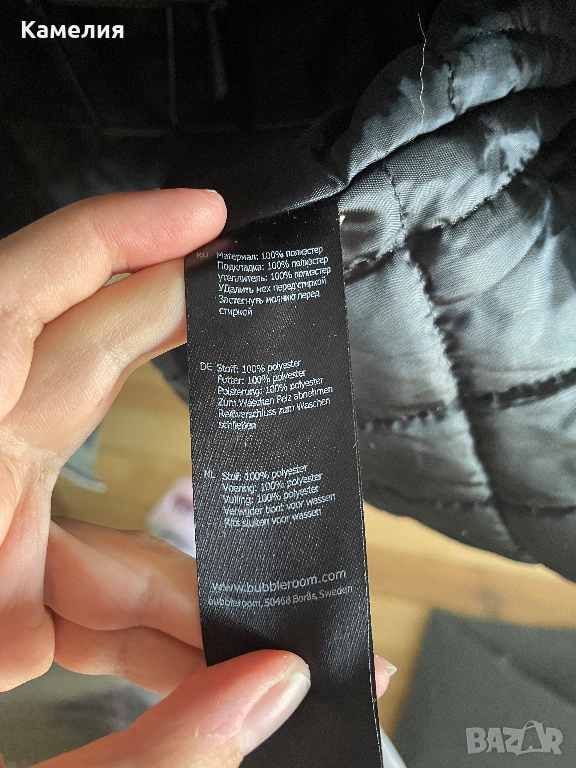 Камелия
RU Материал: 100% полиэстер
Подкладка: 100% полиэстер
утеплитель: 100% полиэстер
Удалить мех перед стиркой
Застегнуть молнию перед
стиркой
DE Stoff: 100% polyester
Futter: 100% polyester
Polsterung: 100% polyester
Zum Waschen Pelz abnehmen
Reißverschluss zum Waschen
schließen
NL Stof: 100% polyester
Voering: 100% polyester
Vulling: 100% polyester
Verwijder bont voor wassen
Rits sluiten voor wassen
www.bubbleroom.com
bubbleroom, 50468 Borås, Sweden
BAZAR